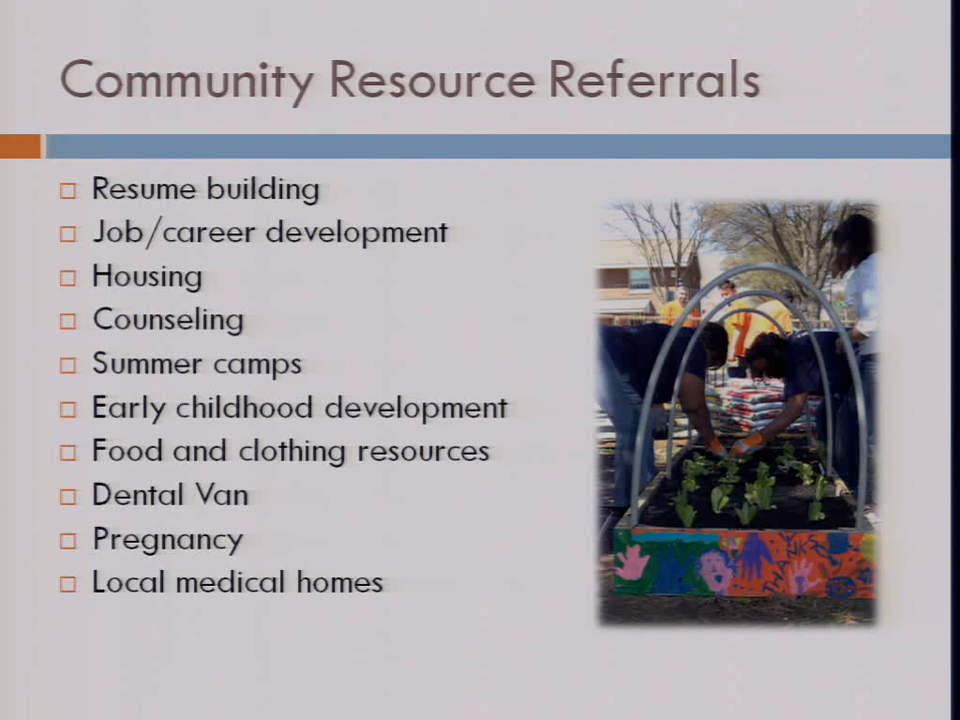 Community Resource Referrals
Resume building
Job/career development
Housing
Counseling
Summer camps
Early childhood development
Food and clothing resources
Dental Van
Pregnancy
Local medical homes
THANKS